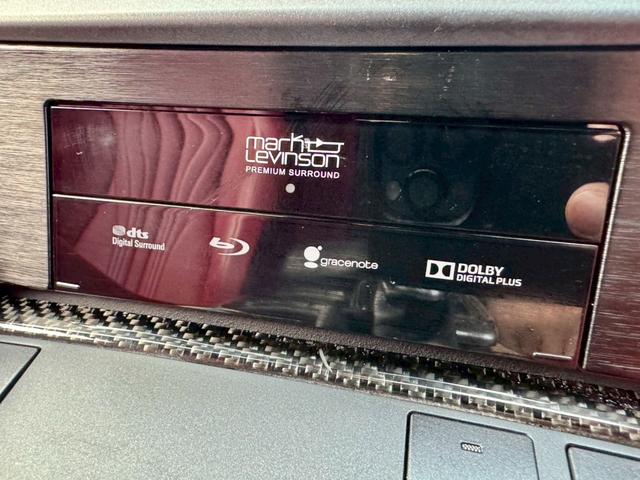 mark
Levinson
PREMIUM SURROUND
dts
Digital Surround
gracenote
DOLBY
DIGITAL PLUS